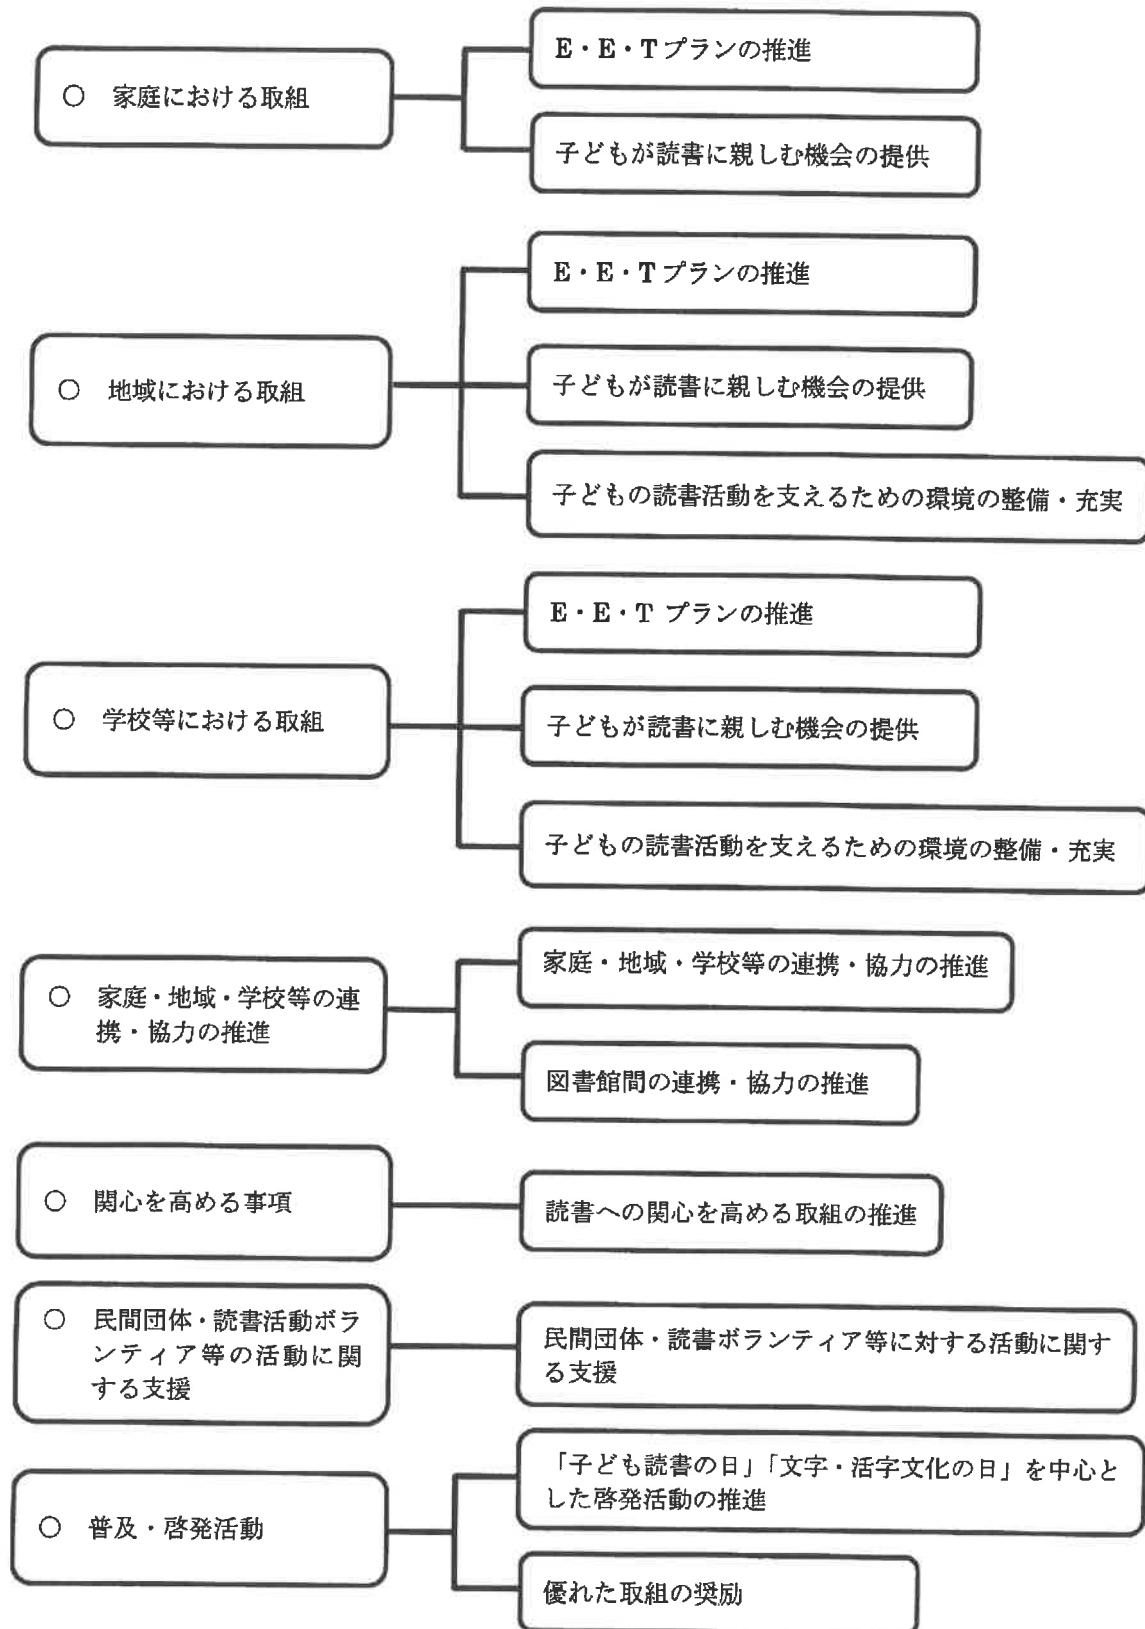 ○ 家庭における取組
E・E・Tプランの推進
子どもが読書に親しむ機会の提供
○ 地域における取組
E・E・Tプランの推進
子どもが読書に親しむ機会の提供
子どもの読書活動を支えるための環境の整備・充実
○ 学校等における取組
E・E・T プランの推進
子どもが読書に親しむ機会の提供
子どもの読書活動を支えるための環境の整備・充実
○ 家庭・地域・学校等の連
携・協力の推進
家庭・地域・学校等の連携・協力の推進
図書館間の連携・協力の推進
○ 関心を高める事項
読書への関心を高める取組の推進
○ 民間団体・読書活動ボラ
ンティア等の活動に関
する支援
民間団体・読書ボランティア等に対する活動に関す
る支援
○ 普及・啓発活動
「子ども読書の日」「文字・活字文化の日」を中心と
した啓発活動の推進
優れた取組の奨励